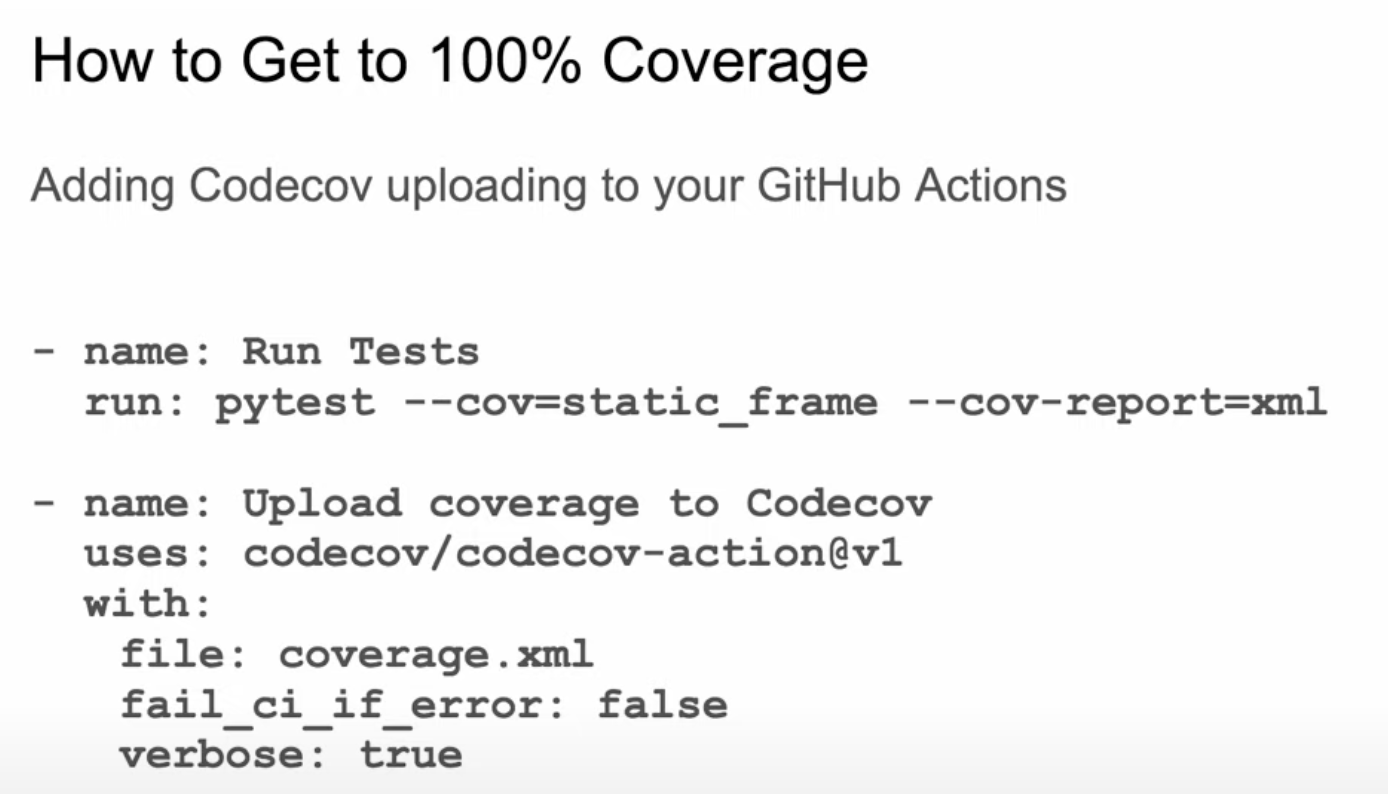 How to Get to 100% Coverage
Adding Codecov uploading to your GitHub Actions
- name: Run Tests
  run: pytest --cov=static_frame --cov-report=xml
- name: Upload coverage to Codecov
  uses: codecov/codecov-action@v1
  with:
    file: coverage.xml
    fail_ci_if_error: false
    verbose: true